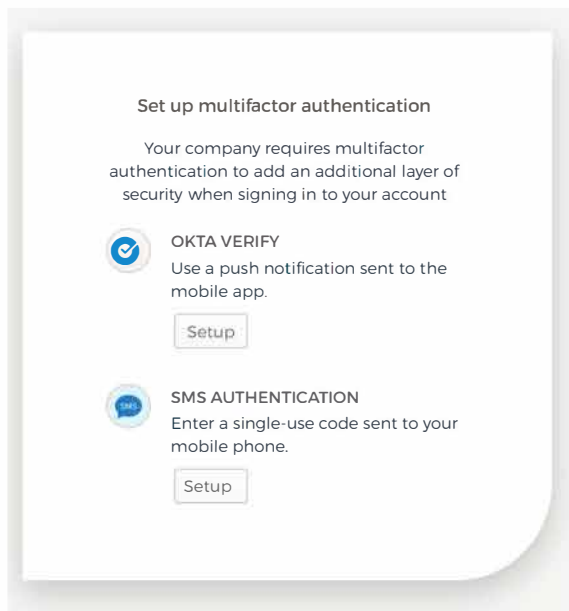 Set up multifactor authentication
Your company requires multifactor
authentication to add an additional layer of
security when signing in to your account
OKTA VERIFY
Use a push notification sent to the
mobile app.
Setup
SMS
SMS AUTHENTICATION
Enter a single-use code sent to your
mobile phone.
Setup